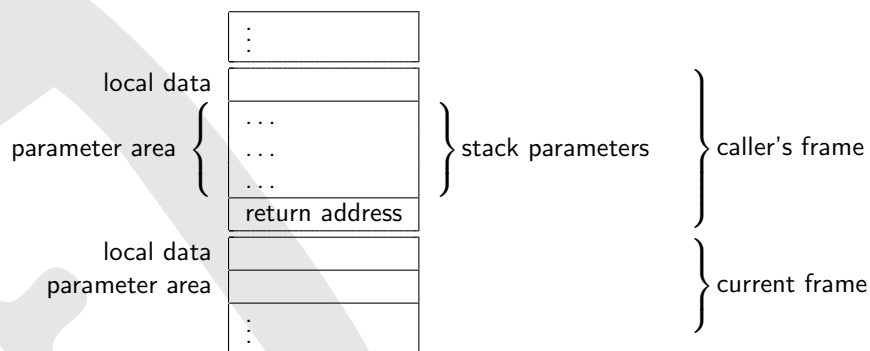 ⋮
local data
. . .
parameter area { . . . } stack parameters } caller's frame
. . .
return address
local data
parameter area } current frame
⋮